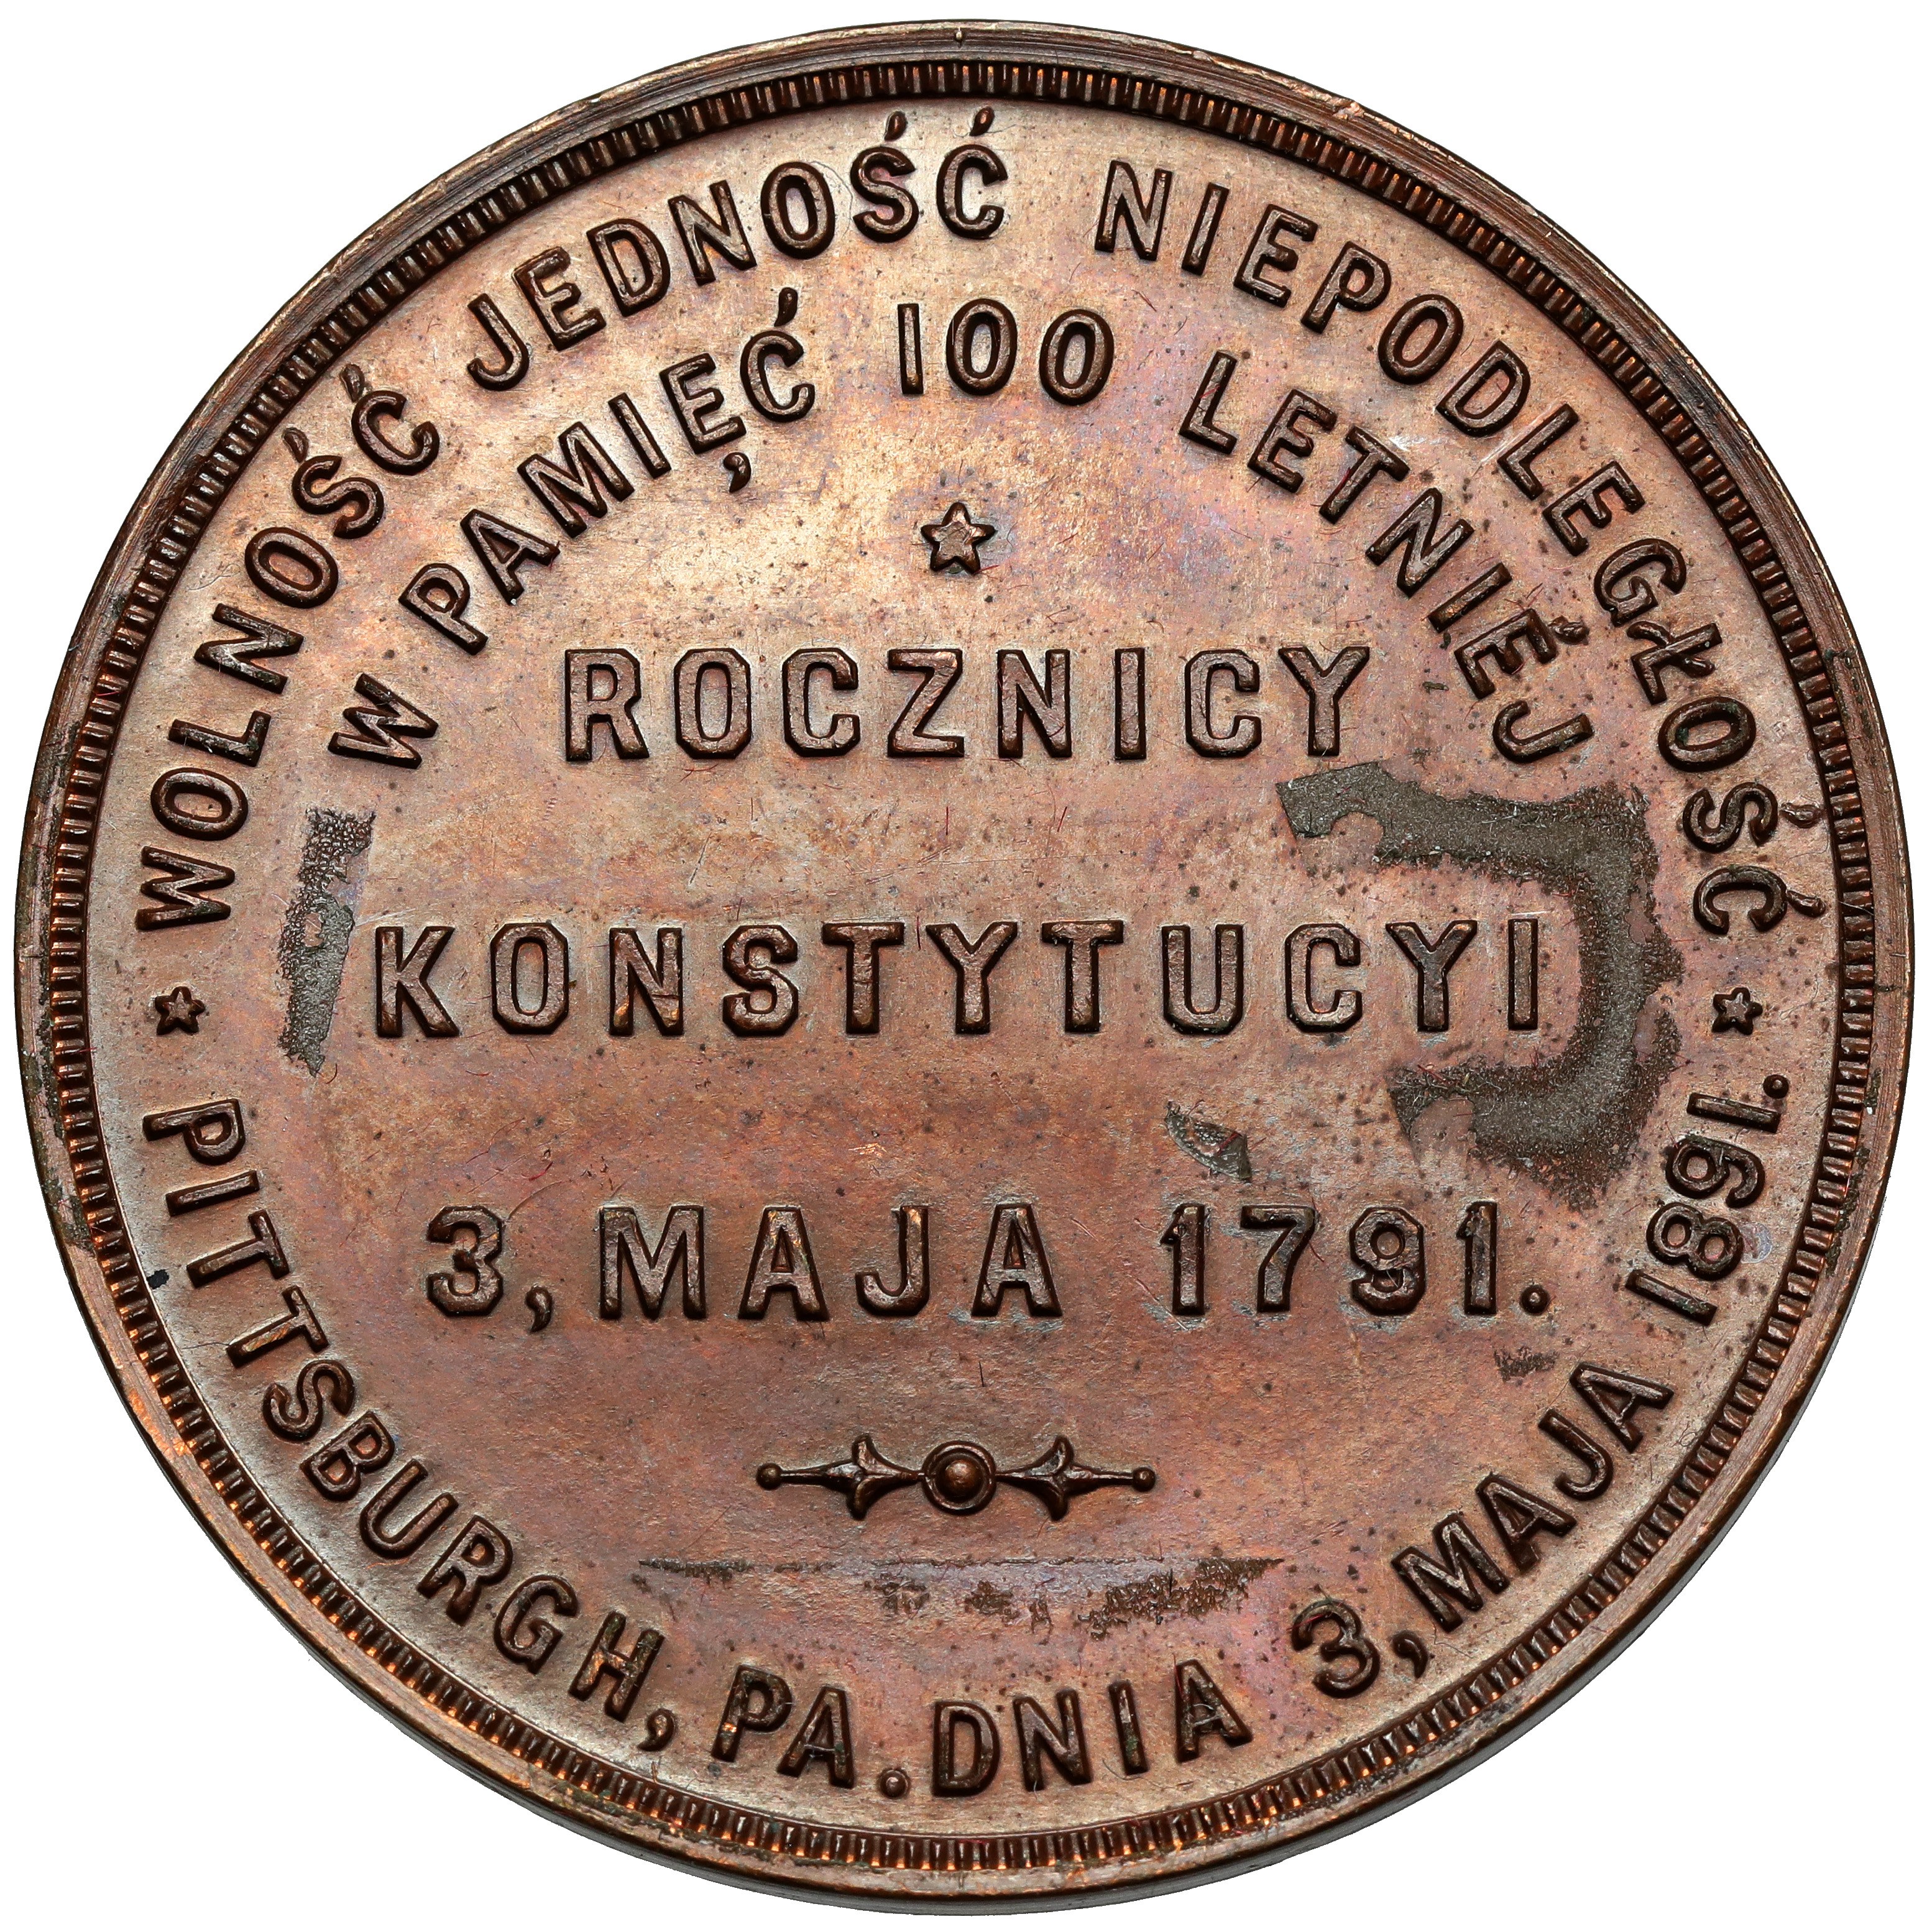 WOLNOŚĆ JEDNOŚĆ NIEPODLEGŁOŚĆ
W PAMIĘĆ 100 LETNIÉJ
ROCZNICY
KONSTYTUCYI
3, MAJA 1791.
PITTSBURGH, PA. DNIA 3, MAJA 1891.